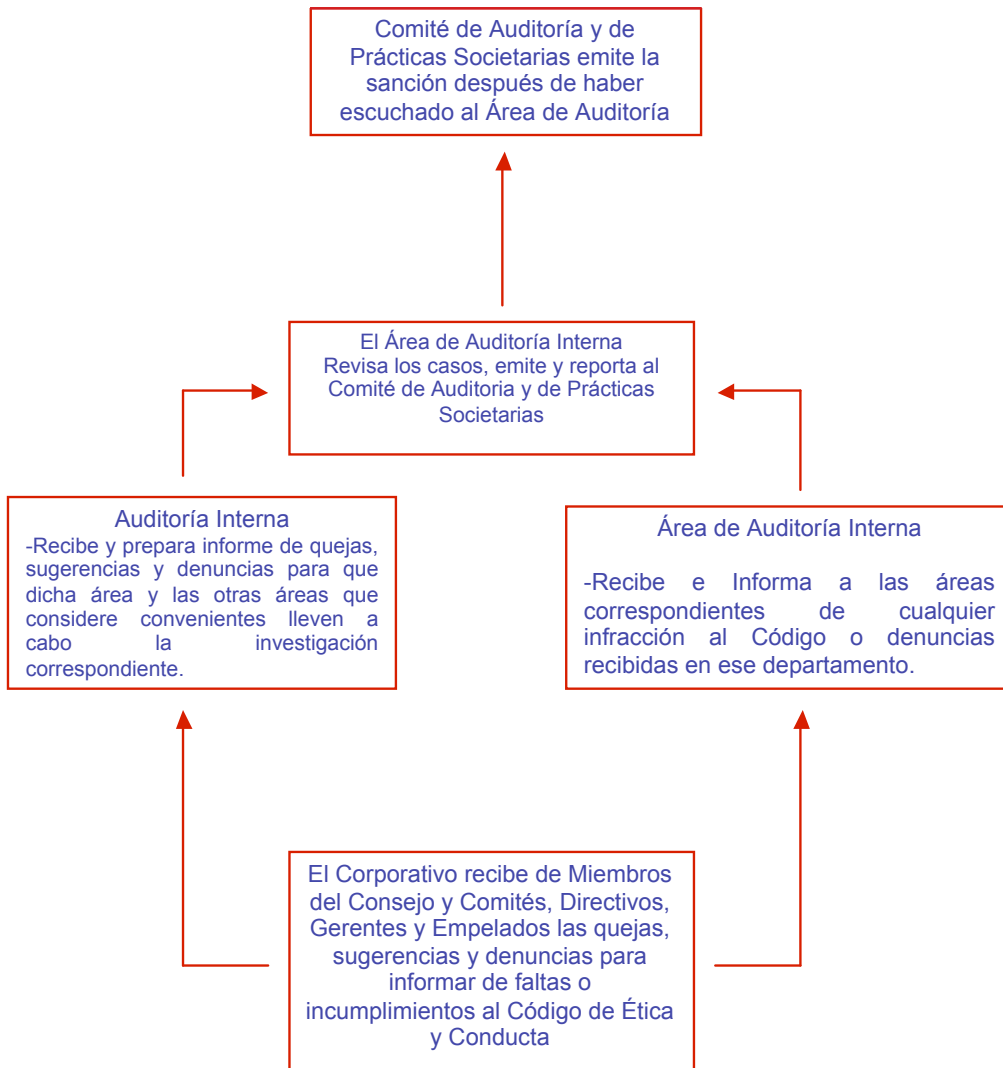 Comité de Auditoría y de
Prácticas Societarias emite la
sanción después de haber
escuchado al Área de Auditoría
El Área de Auditoría Interna
Revisa los casos, emite y reporta al
Comité de Auditoria y de Prácticas
Societarias
Auditoría Interna
-Recibe y prepara informe de quejas,
sugerencias y denuncias para que
dicha área y las otras áreas que
considere convenientes lleven a
cabo la investigación
correspondiente.
Área de Auditoría Interna
-Recibe e Informa a las áreas
correspondientes de cualquier
infracción al Código o denuncias
recibidas en ese departamento.
El Corporativo recibe de Miembros
del Consejo y Comités, Directivos,
Gerentes y Empelados las quejas,
sugerencias y denuncias para
informar de faltas o
incumplimientos al Código de Ética
y Conducta